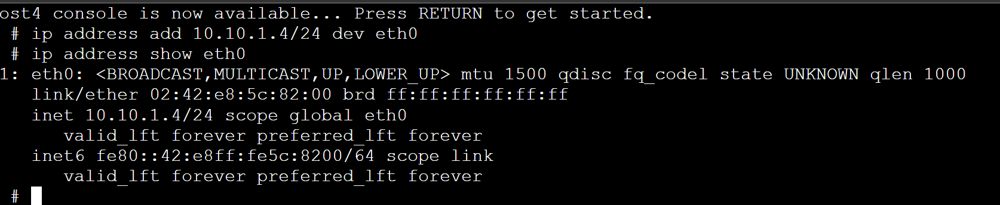 ost4 console is now available... Press RETURN to get started.
# ip address add 10.10.1.4/24 dev eth0
# ip address show eth0
1: eth0: <BROADCAST,MULTICAST,UP,LOWER_UP> mtu 1500 qdisc fq_codel state UNKNOWN qlen 1000
link/ether 02:42:e8:5c:82:00 brd ff:ff:ff:ff:ff:ff
inet 10.10.1.4/24 scope global eth0
valid_lft forever preferred_lft forever
inet6 fe80::42:e8ff:fe5c:8200/64 scope link
valid_lft forever preferred_lft forever
#